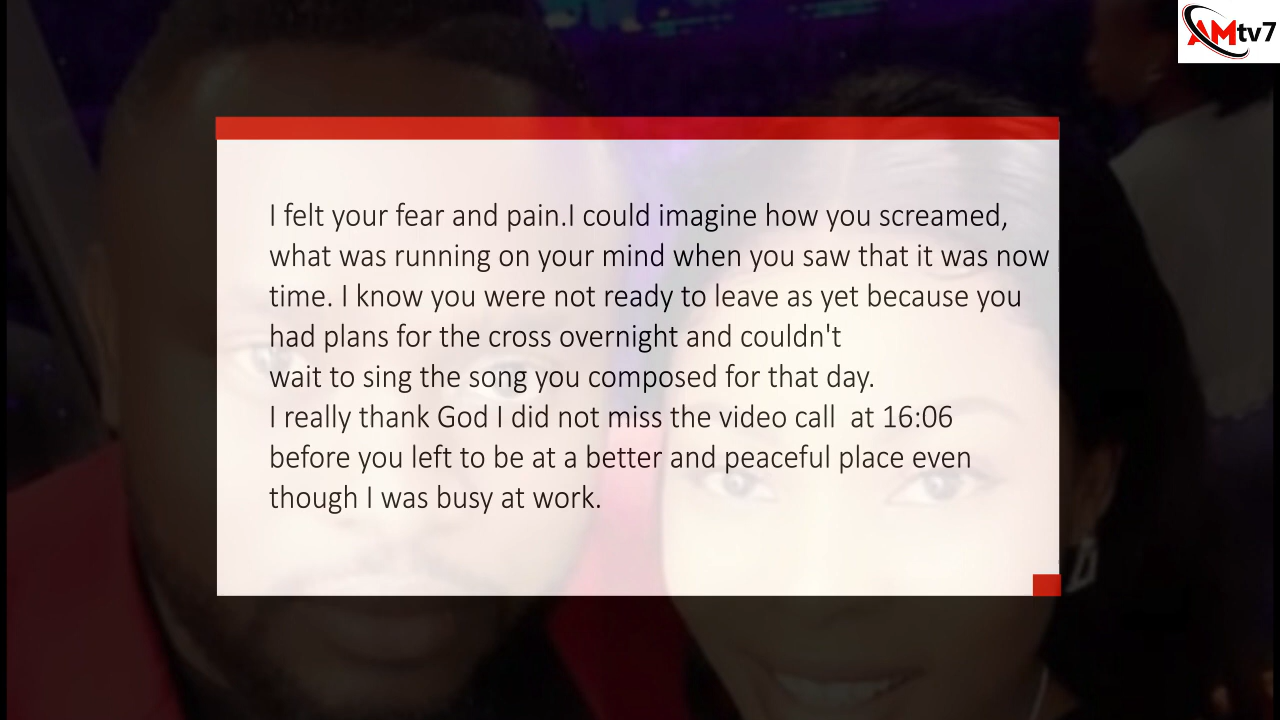 AMtv7
I felt your fear and pain.I could imagine how you screamed,
what was running on your mind when you saw that it was now
time. I know you were not ready to leave as yet because you
had plans for the cross overnight and couldn't
wait to sing the song you composed for that day.
I really thank God I did not miss the video call  at 16:06
before you left to be at a better and peaceful place even
though I was busy at work.